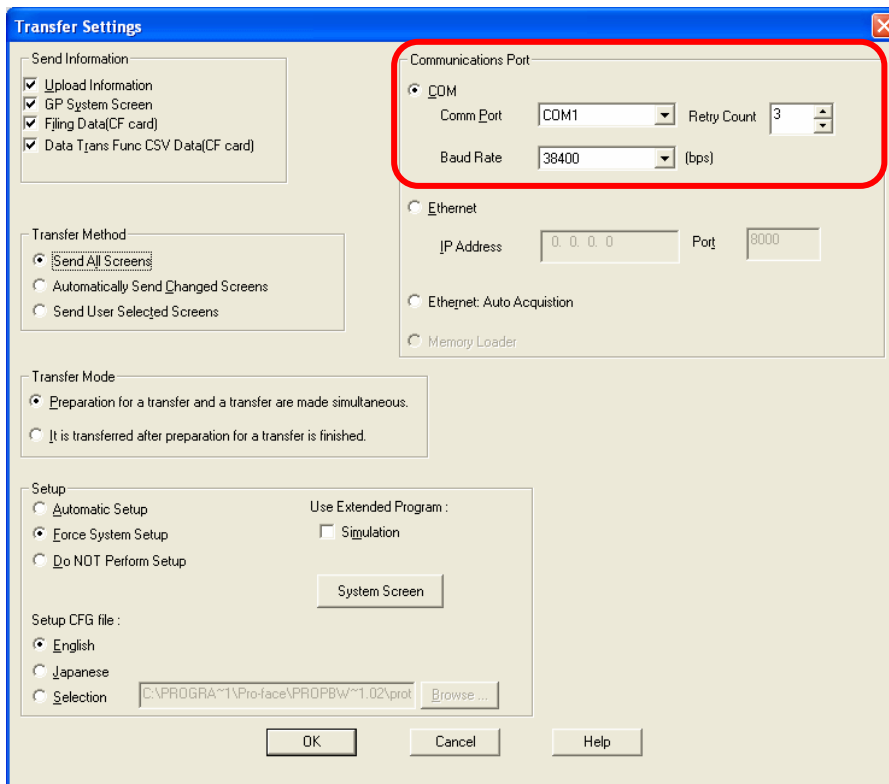 Transfer Settings
Send Information
Upload Information
GP System Screen
Filing Data(CF card)
Data Trans Func CSV Data(CF card)
Communications Port
COM
Comm Port COM1 Retry Count 3
Baud Rate 38400 (bps)
Ethernet
IP Address 0. 0. 0. 0 Port 8000
Ethernet: Auto Acquistion
Memory Loader
Transfer Method
Send All Screens
Automatically Send Changed Screens
Send User Selected Screens
Transfer Mode
Preparation for a transfer and a transfer are made simultaneous.
It is transferred after preparation for a transfer is finished.
Setup
Automatic Setup
Force System Setup
Do NOT Perform Setup
Use Extended Program :
Simulation
System Screen
Setup CFG file :
English
Japanese
Selection C:\PROGRA~1\Pro-face\PROPBW~1.02\prot Browse ...
OK Cancel Help